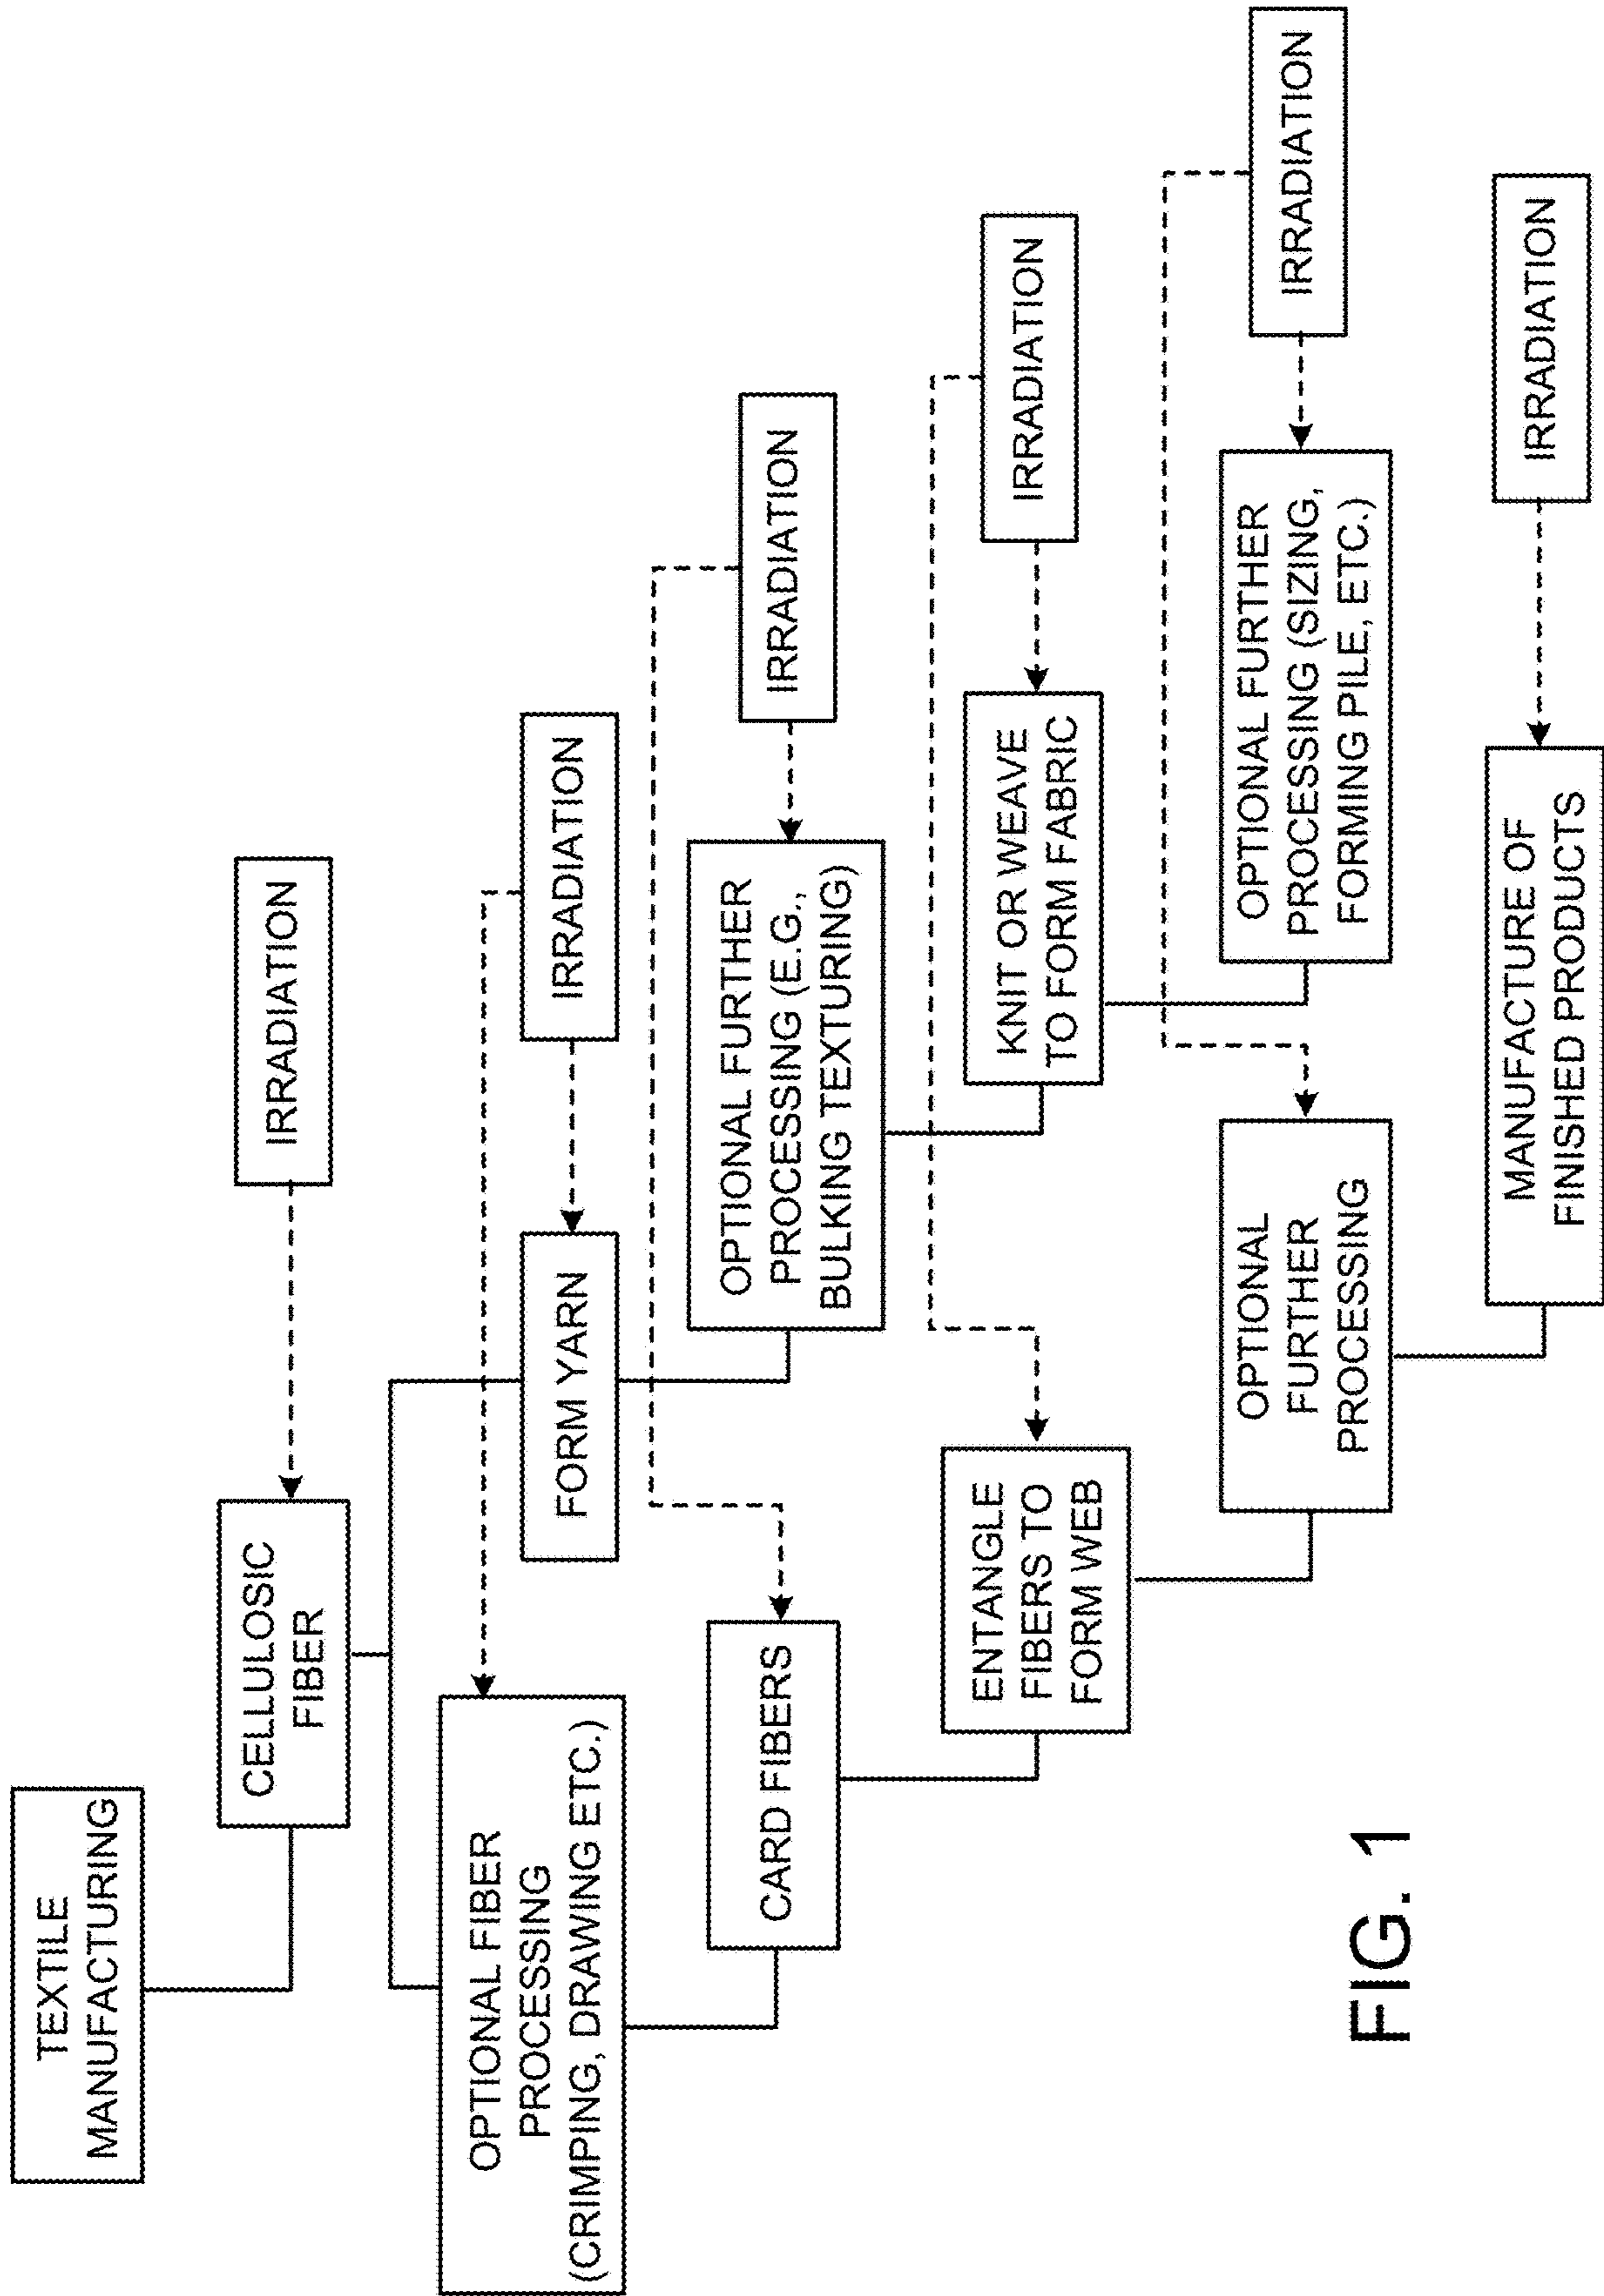 TEXTILE
MANUFACTURING
CELLULOSIC
FIBER
IRRADIATION
OPTIONAL FIBER
PROCESSING
(CRIMPING, DRAWING ETC.)
FORM YARN
IRRADIATION
CARD FIBERS
OPTIONAL FURTHER
PROCESSING (E.G.,
BULKING TEXTURING)
IRRADIATION
ENTANGLE
FIBERS TO
FORM WEB
KNIT OR WEAVE
TO FORM FABRIC
IRRADIATION
OPTIONAL
FURTHER
PROCESSING
OPTIONAL FURTHER
PROCESSING (SIZING,
FORMING PILE, ETC.)
IRRADIATION
MANUFACTURE OF
FINISHED PRODUCTS
IRRADIATION
FIG. 1